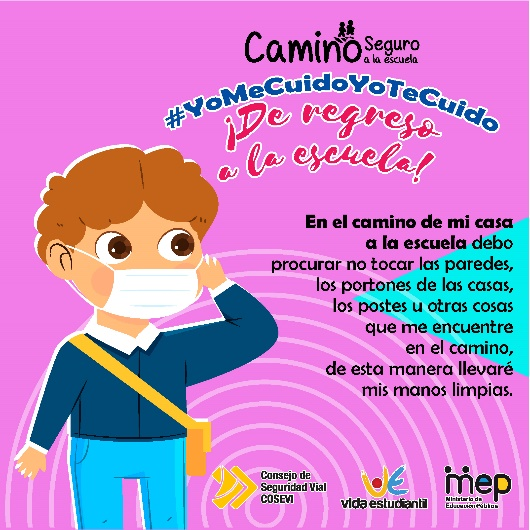 Camino Seguro
a la escuela
#YoMeCuidoYoTeCuido
¡De regreso
a la escuela!
En el camino de mi casa
a la escuela debo
procurar no tocar las paredes,
los portones de las casas,
los postes u otras cosas
que me encuentre
en el camino,
de esta manera llevaré
mis manos limpias.
Consejo de
Seguridad Vial
COSEVI
VE
vida estudiantil
mep
Ministerio de
Educación Pública